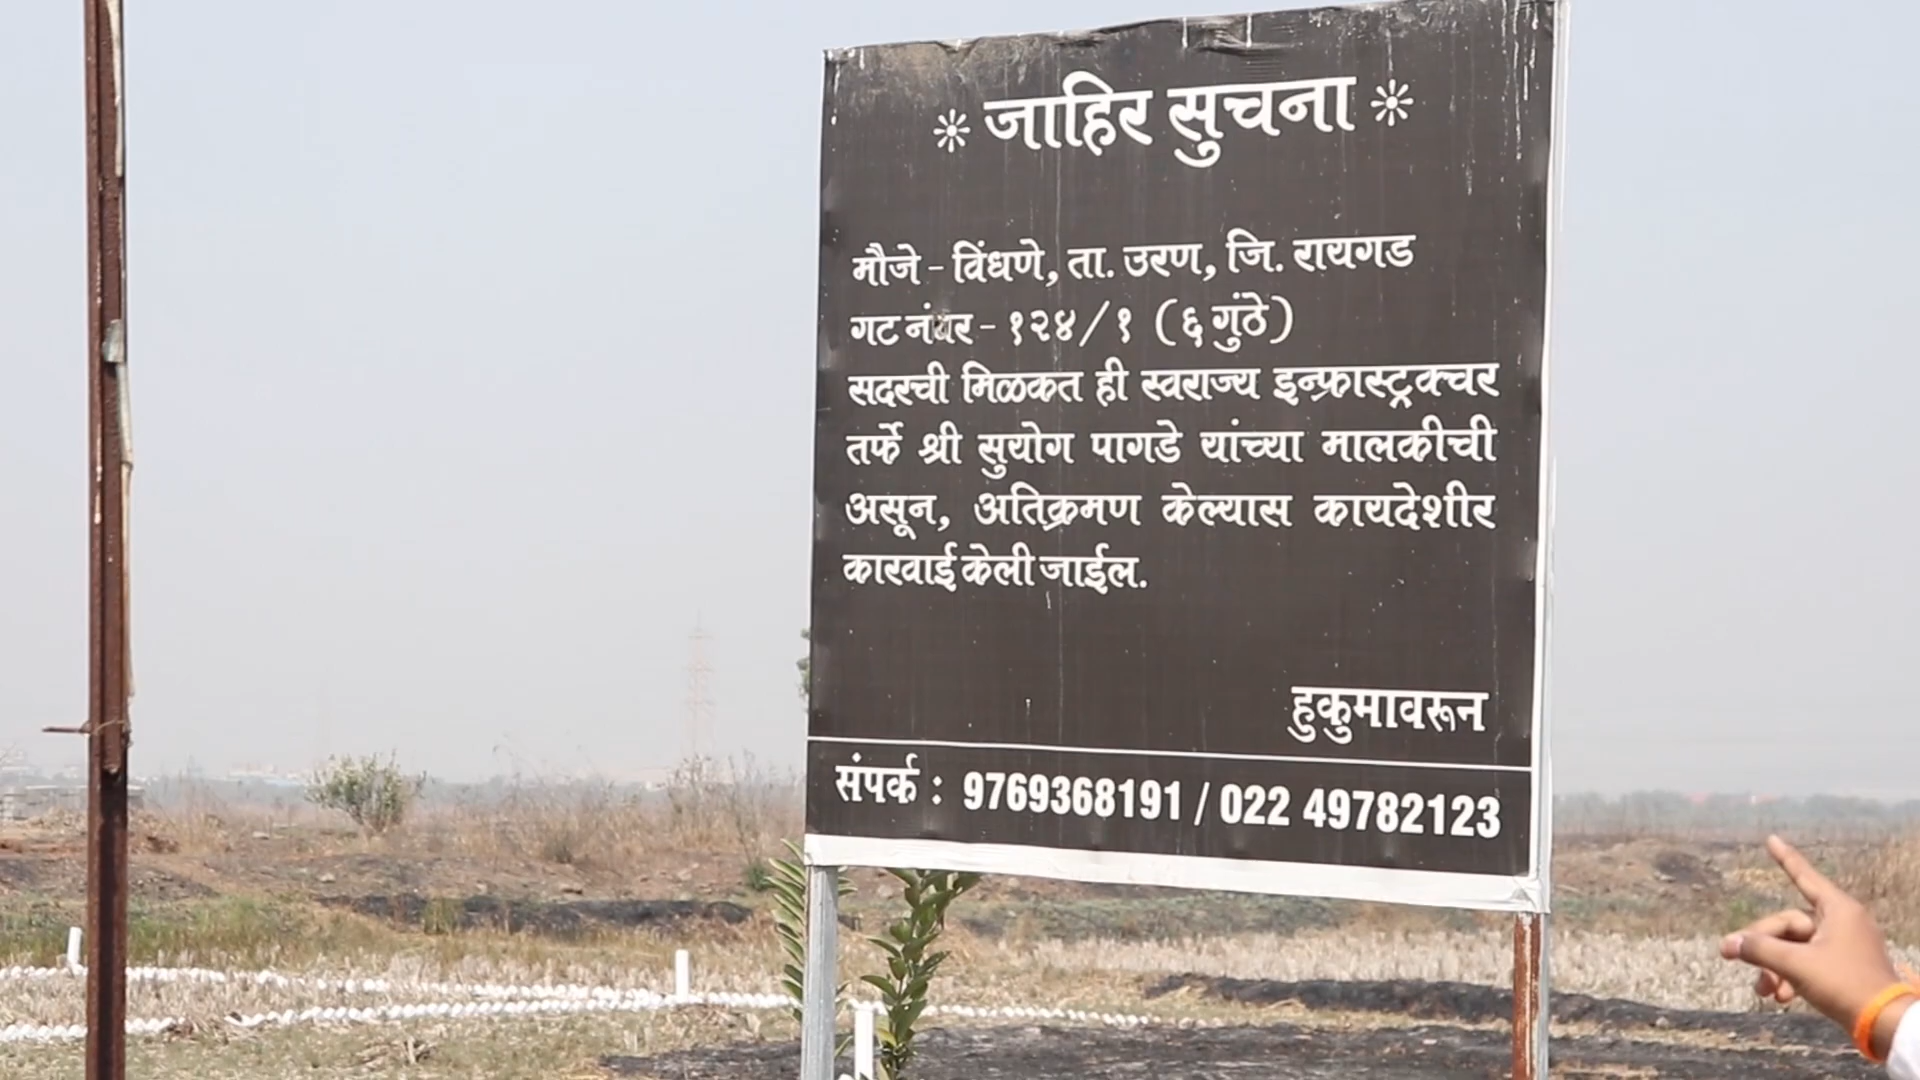 ❊ जाहिर सुचना ❊
मौजे - विंधणे, ता. उरण, जि. रायगड
गट नंबर - १२४/१ (६ गुंठे)
सदरची मिळकत ही स्वराज्य इन्फ्रास्ट्रक्चर
तर्फे श्री सुयोग पागडे यांच्या मालकीची
असून, अतिक्रमण केल्यास कायदेशीर
कारवाई केली जाईल.
हुकुमावरून
संपर्क : 9769368191 / 022 49782123